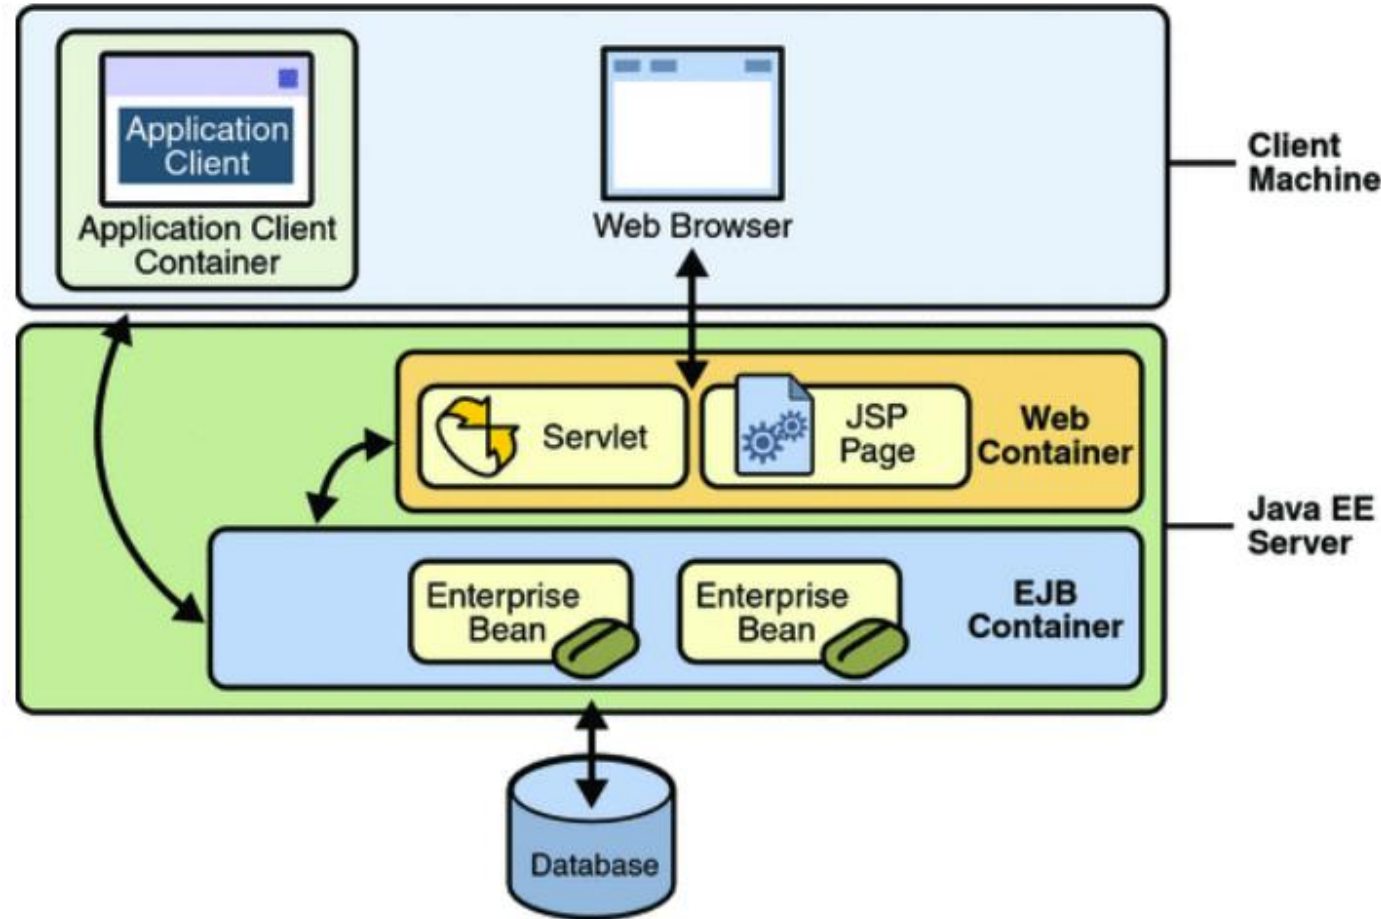 Application
Client
Application Client
Container
Web Browser
Client
Machine
Servlet
JSP
Page
Web
Container
Java EE
Server
Enterprise
Bean
Enterprise
Bean
EJB
Container
Database